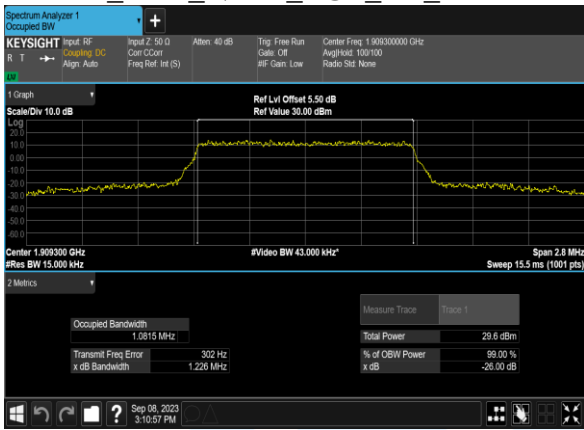 Spectrum Analyzer 1
Occupied BW
KEYSIGHT Input: RF Input Z: 50 Ω Atten: 40 dB Trig: Free Run Center Freq: 1.909300000 GHz
R T Coupling: DC Corr CCorr Gate: Off Avg|Hold: 100/100
Align: Auto Freq Ref: Int (S) #IF Gain: Low Radio Std: None
LV
1 Graph
Ref Lvl Offset 5.50 dB
Scale/Div 10.0 dB Ref Value 30.00 dBm
Log
20.0
10.0
0.00
-10.0
-20.0
-30.0
-40.0
-50.0
-60.0
Center 1.909300 GHz #Video BW 43.000 kHz* Span 2.8 MHz
#Res BW 15.000 kHz Sweep 15.5 ms (1001 pts)
2 Metrics
Measure Trace Trace 1
Occupied Bandwidth
1.0815 MHz Total Power 29.6 dBm
Transmit Freq Error 302 Hz % of OBW Power 99.00 %
x dB Bandwidth 1.226 MHz x dB -26.00 dB
Sep 08, 2023
3:10:57 PM